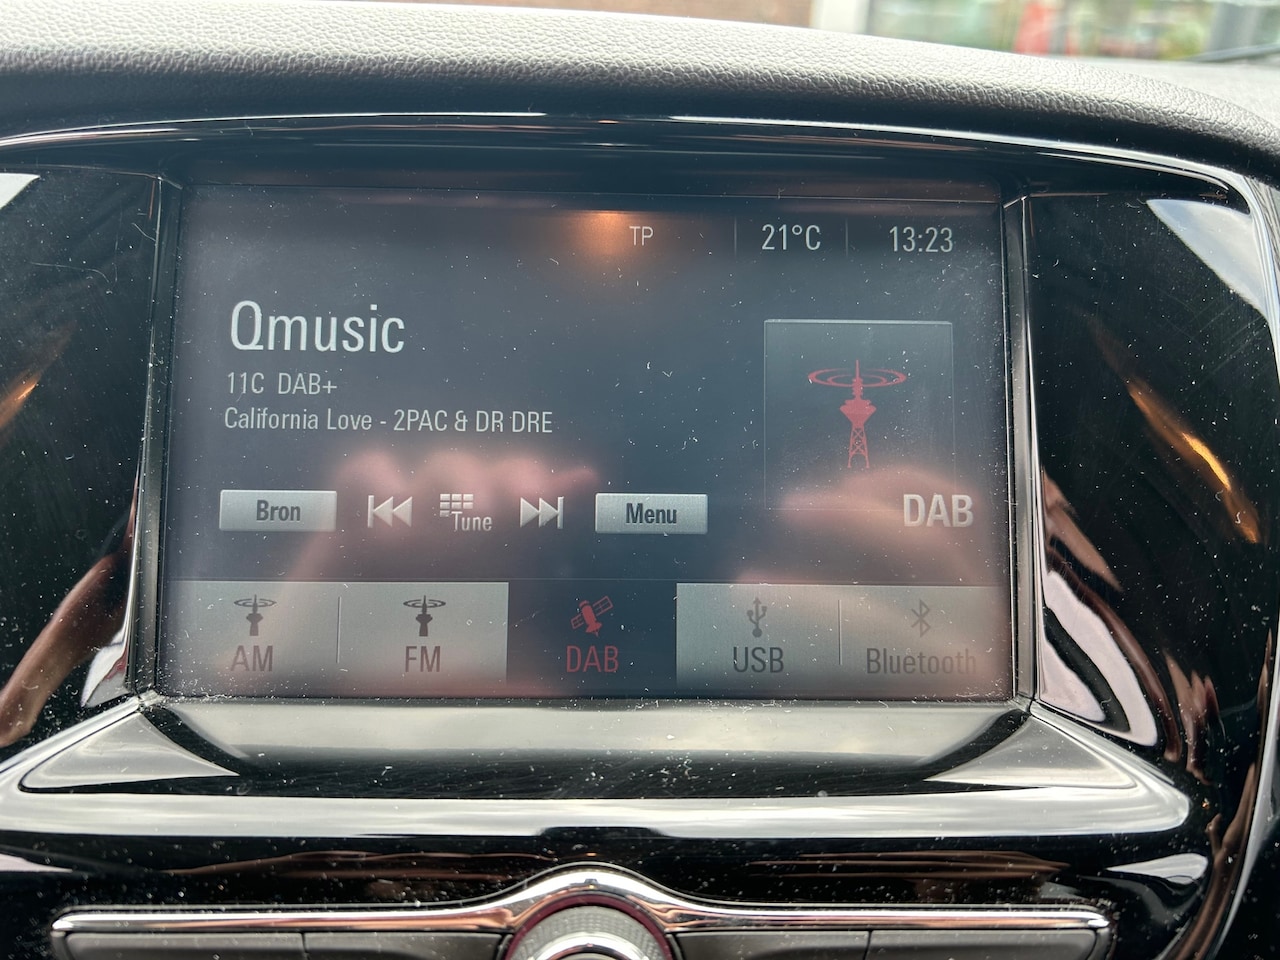 TP 21°C 13:23
Qmusic
11C DAB+
California Love - 2PAC & DR DRE
Bron Tune Menu
DAB
AM FM DAB USB Bluetooth